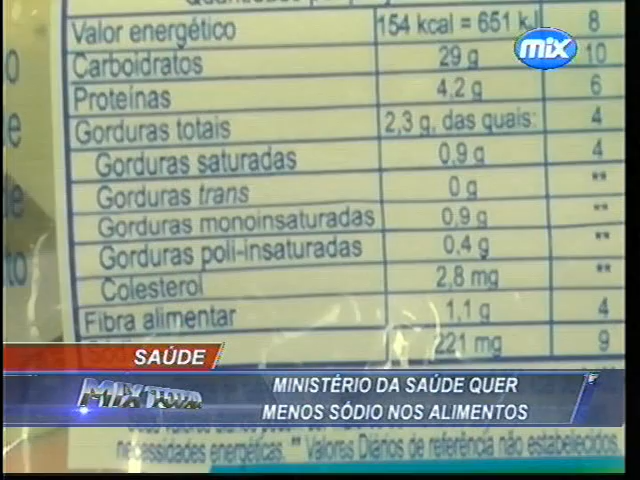 Valor energético 154 kcal = 651 kJ 8
mix
Carboidratos 29 g 10
Proteínas 4,2 g 6
Gorduras totais 2,3 g, das quais: 4
Gorduras saturadas 0,9 g 4
Gorduras trans 0 g **
Gorduras monoinsaturadas 0,9 g **
Gorduras poli-insaturadas 0,4 g **
Colesterol 2,8 mg **
Fibra alimentar 1,1 g 4
221 mg 9
SAÚDE
MIX TUDO
MINISTÉRIO DA SAÚDE QUER
MENOS SÓDIO NOS ALIMENTOS
necessidades energéticas. ** Valores Diários de referência não estabelecidos.